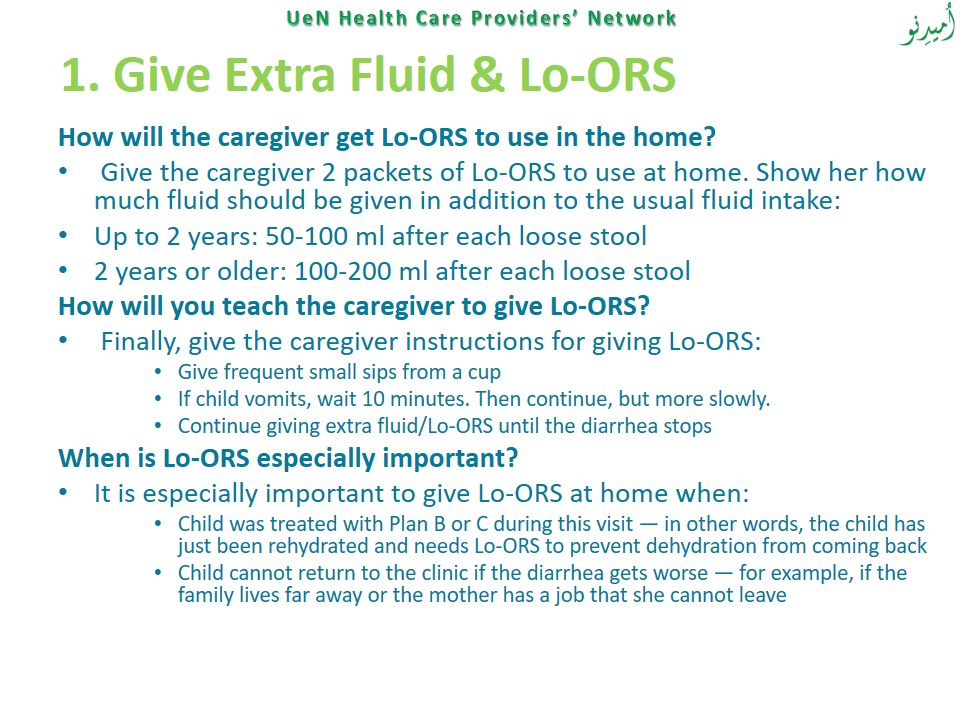 UeN Health Care Providers’ Network
اُمیدِنو
1. Give Extra Fluid & Lo-ORS
How will the caregiver get Lo-ORS to use in the home?
• Give the caregiver 2 packets of Lo-ORS to use at home. Show her how
much fluid should be given in addition to the usual fluid intake:
• Up to 2 years: 50-100 ml after each loose stool
• 2 years or older: 100-200 ml after each loose stool
How will you teach the caregiver to give Lo-ORS?
• Finally, give the caregiver instructions for giving Lo-ORS:
• Give frequent small sips from a cup
• If child vomits, wait 10 minutes. Then continue, but more slowly.
• Continue giving extra fluid/Lo-ORS until the diarrhea stops
When is Lo-ORS especially important?
• It is especially important to give Lo-ORS at home when:
• Child was treated with Plan B or C during this visit — in other words, the child has
just been rehydrated and needs Lo-ORS to prevent dehydration from coming back
• Child cannot return to the clinic if the diarrhea gets worse — for example, if the
family lives far away or the mother has a job that she cannot leave